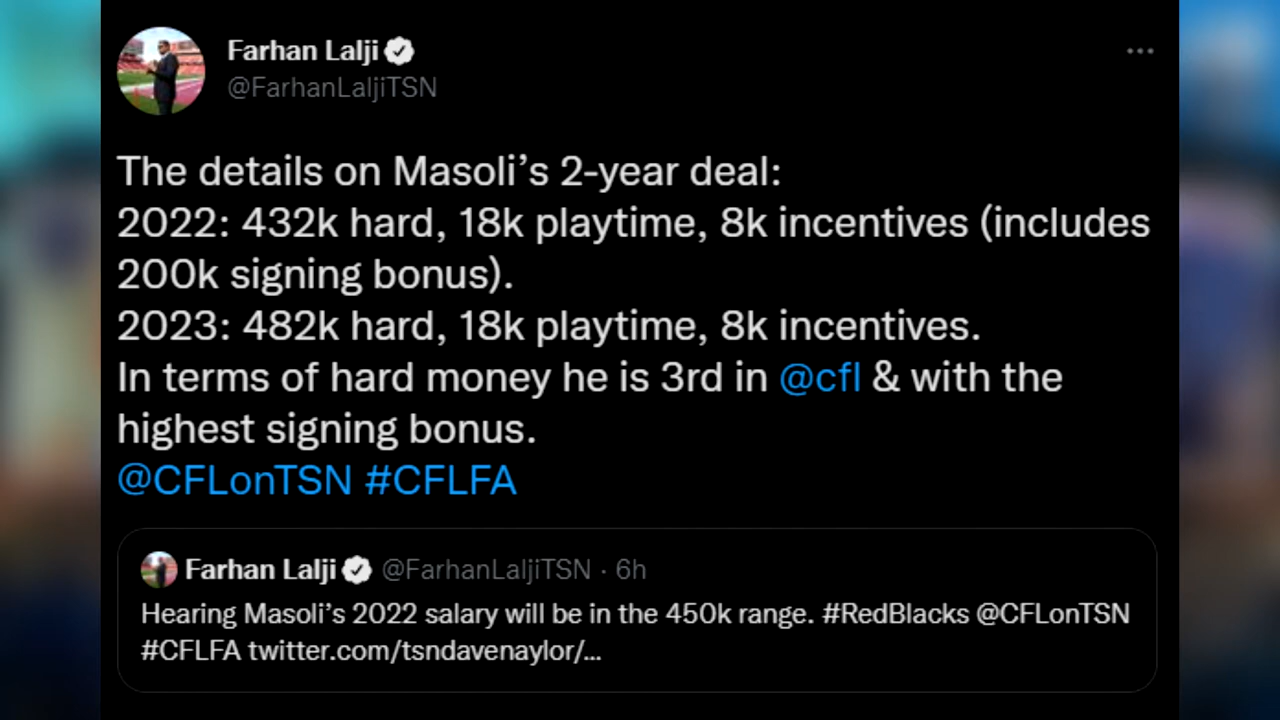 Farhan Lalji
@FarhanLaljiTSN
The details on Masoli’s 2-year deal:
2022: 432k hard, 18k playtime, 8k incentives (includes
200k signing bonus).
2023: 482k hard, 18k playtime, 8k incentives.
In terms of hard money he is 3rd in @cfl & with the
highest signing bonus.
@CFLonTSN #CFLFA
Farhan Lalji @FarhanLaljiTSN · 6h
Hearing Masoli’s 2022 salary will be in the 450k range. #RedBlacks @CFLonTSN
#CFLFA twitter.com/tsndavenaylor/…